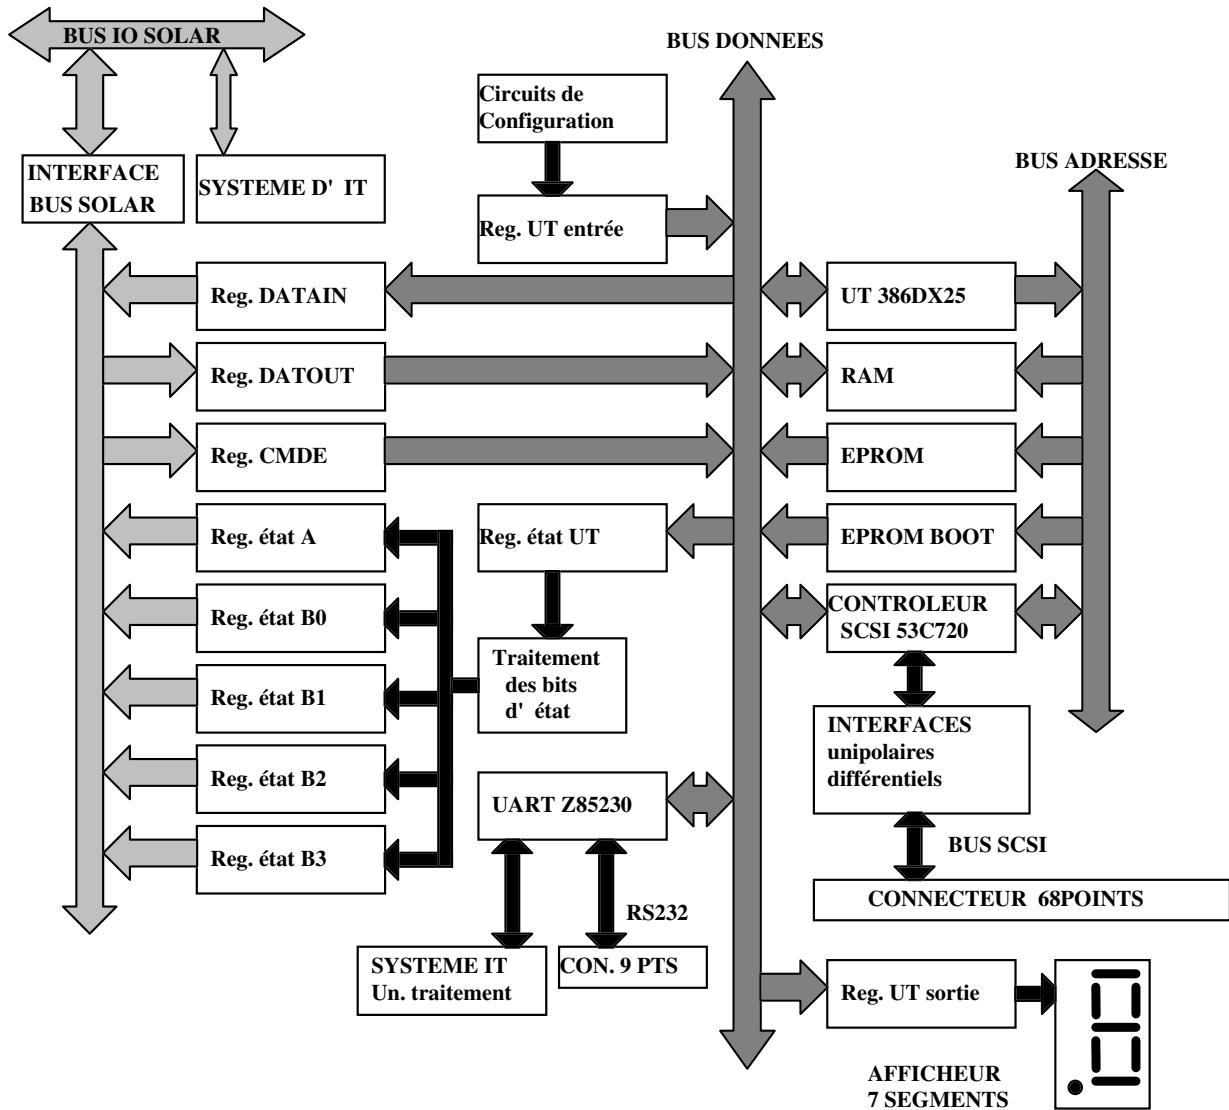 BUS IO SOLAR
BUS DONNEES
Circuits de
Configuration
BUS ADRESSE
INTERFACE
BUS SOLAR
SYSTEME D' IT
Reg. UT entrée
Reg. DATAIN
UT 386DX25
Reg. DATOUT
RAM
Reg. CMDE
EPROM
Reg. état A
Reg. état UT
EPROM BOOT
Reg. état B0
CONTROLEUR
SCSI 53C720
Traitement
des bits
d' état
Reg. état B1
INTERFACES
unipolaires
différentiels
Reg. état B2
UART Z85230
Reg. état B3
BUS SCSI
CONNECTEUR 68POINTS
RS232
SYSTEME IT
Un. traitement
CON. 9 PTS
Reg. UT sortie
AFFICHEUR
7 SEGMENTS